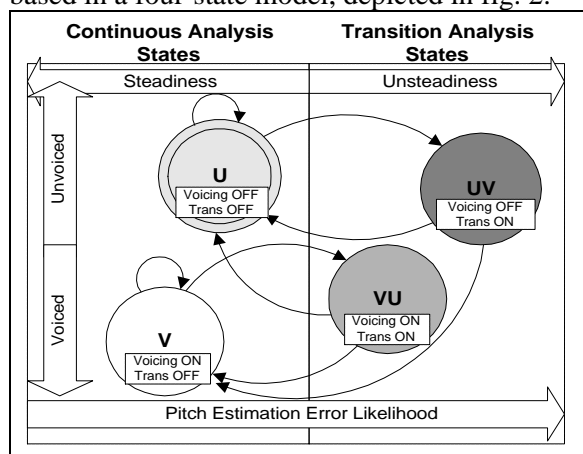 based in a four-state model, depicted in fig. 2.
Continuous Analysis
States
Transition Analysis
States
Steadiness
Unsteadiness
Unvoiced
Voiced
U
Voicing OFF
Trans OFF
UV
Voicing OFF
Trans ON
VU
Voicing ON
Trans ON
V
Voicing ON
Trans OFF
Pitch Estimation Error Likelihood